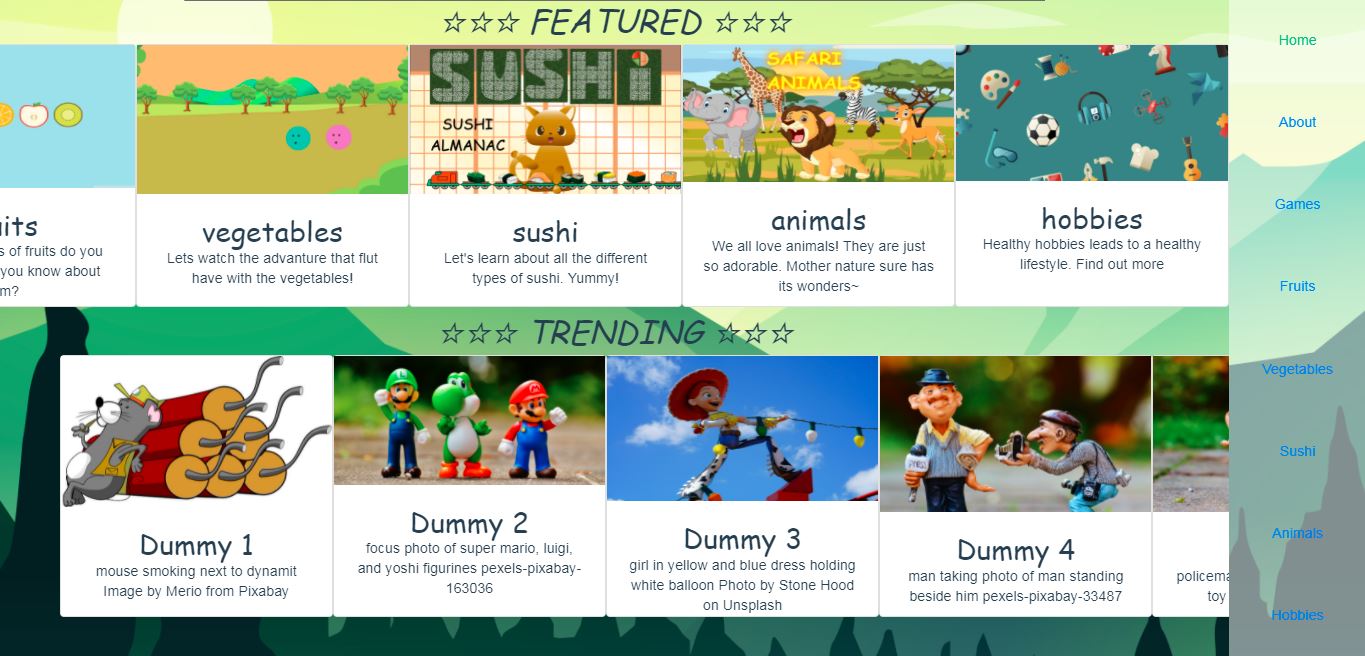 ☆☆☆ FEATURED ☆☆☆
SUSHI
SUSHI
ALMANAC
SAFARI
ANIMALS
uits
s of fruits do you
you know about
m?
vegetables
Lets watch the advanture that flut
have with the vegetables!
sushi
Let's learn about all the different
types of sushi. Yummy!
animals
We all love animals! They are just
so adorable. Mother nature sure has
its wonders~
hobbies
Healthy hobbies leads to a healthy
lifestyle. Find out more
☆☆☆ TRENDING ☆☆☆
PRESS
Dummy 1
mouse smoking next to dynamit
Image by Merio from Pixabay
Dummy 2
focus photo of super mario, luigi,
and yoshi figurines pexels-pixabay-
163036
Dummy 3
girl in yellow and blue dress holding
white balloon Photo by Stone Hood
on Unsplash
Dummy 4
man taking photo of man standing
beside him pexels-pixabay-33487
policema
toy
Home
About
Games
Fruits
Vegetables
Sushi
Animals
Hobbies